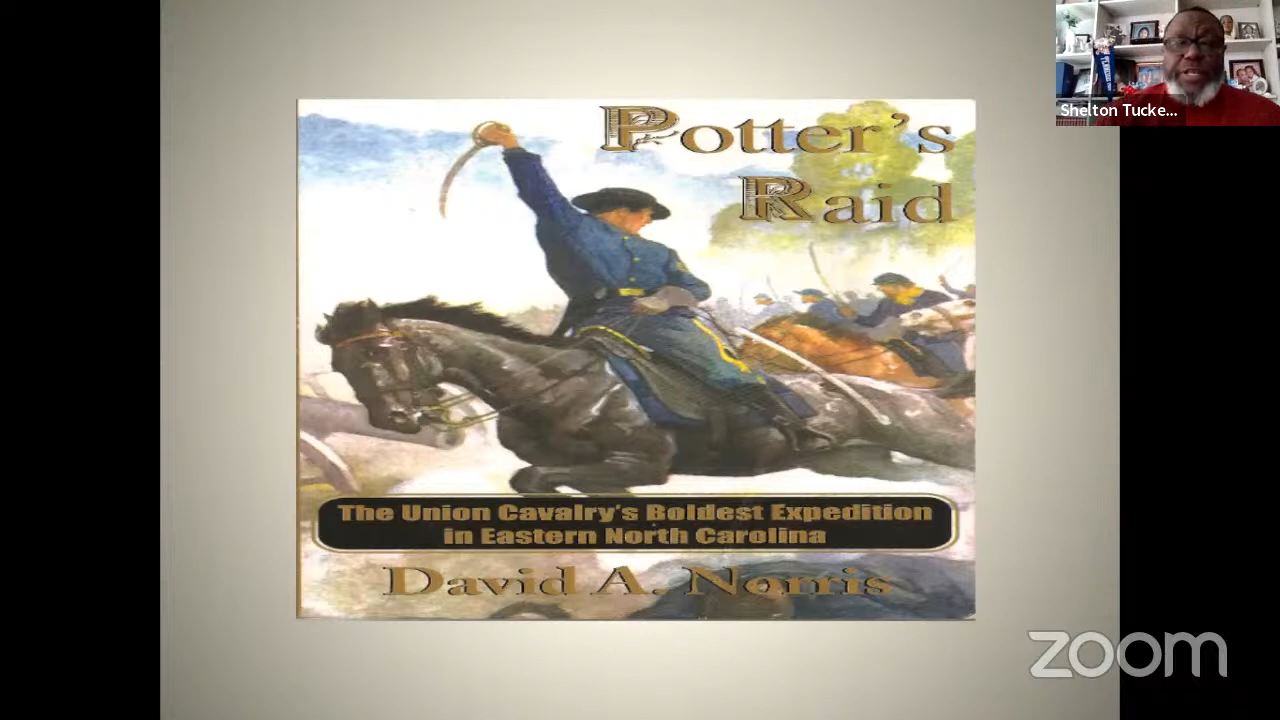 Potter's
Raid
The Union Cavalry's Boldest Expedition
in Eastern North Carolina
David A. Norris
Shelton Tucke...
zoom